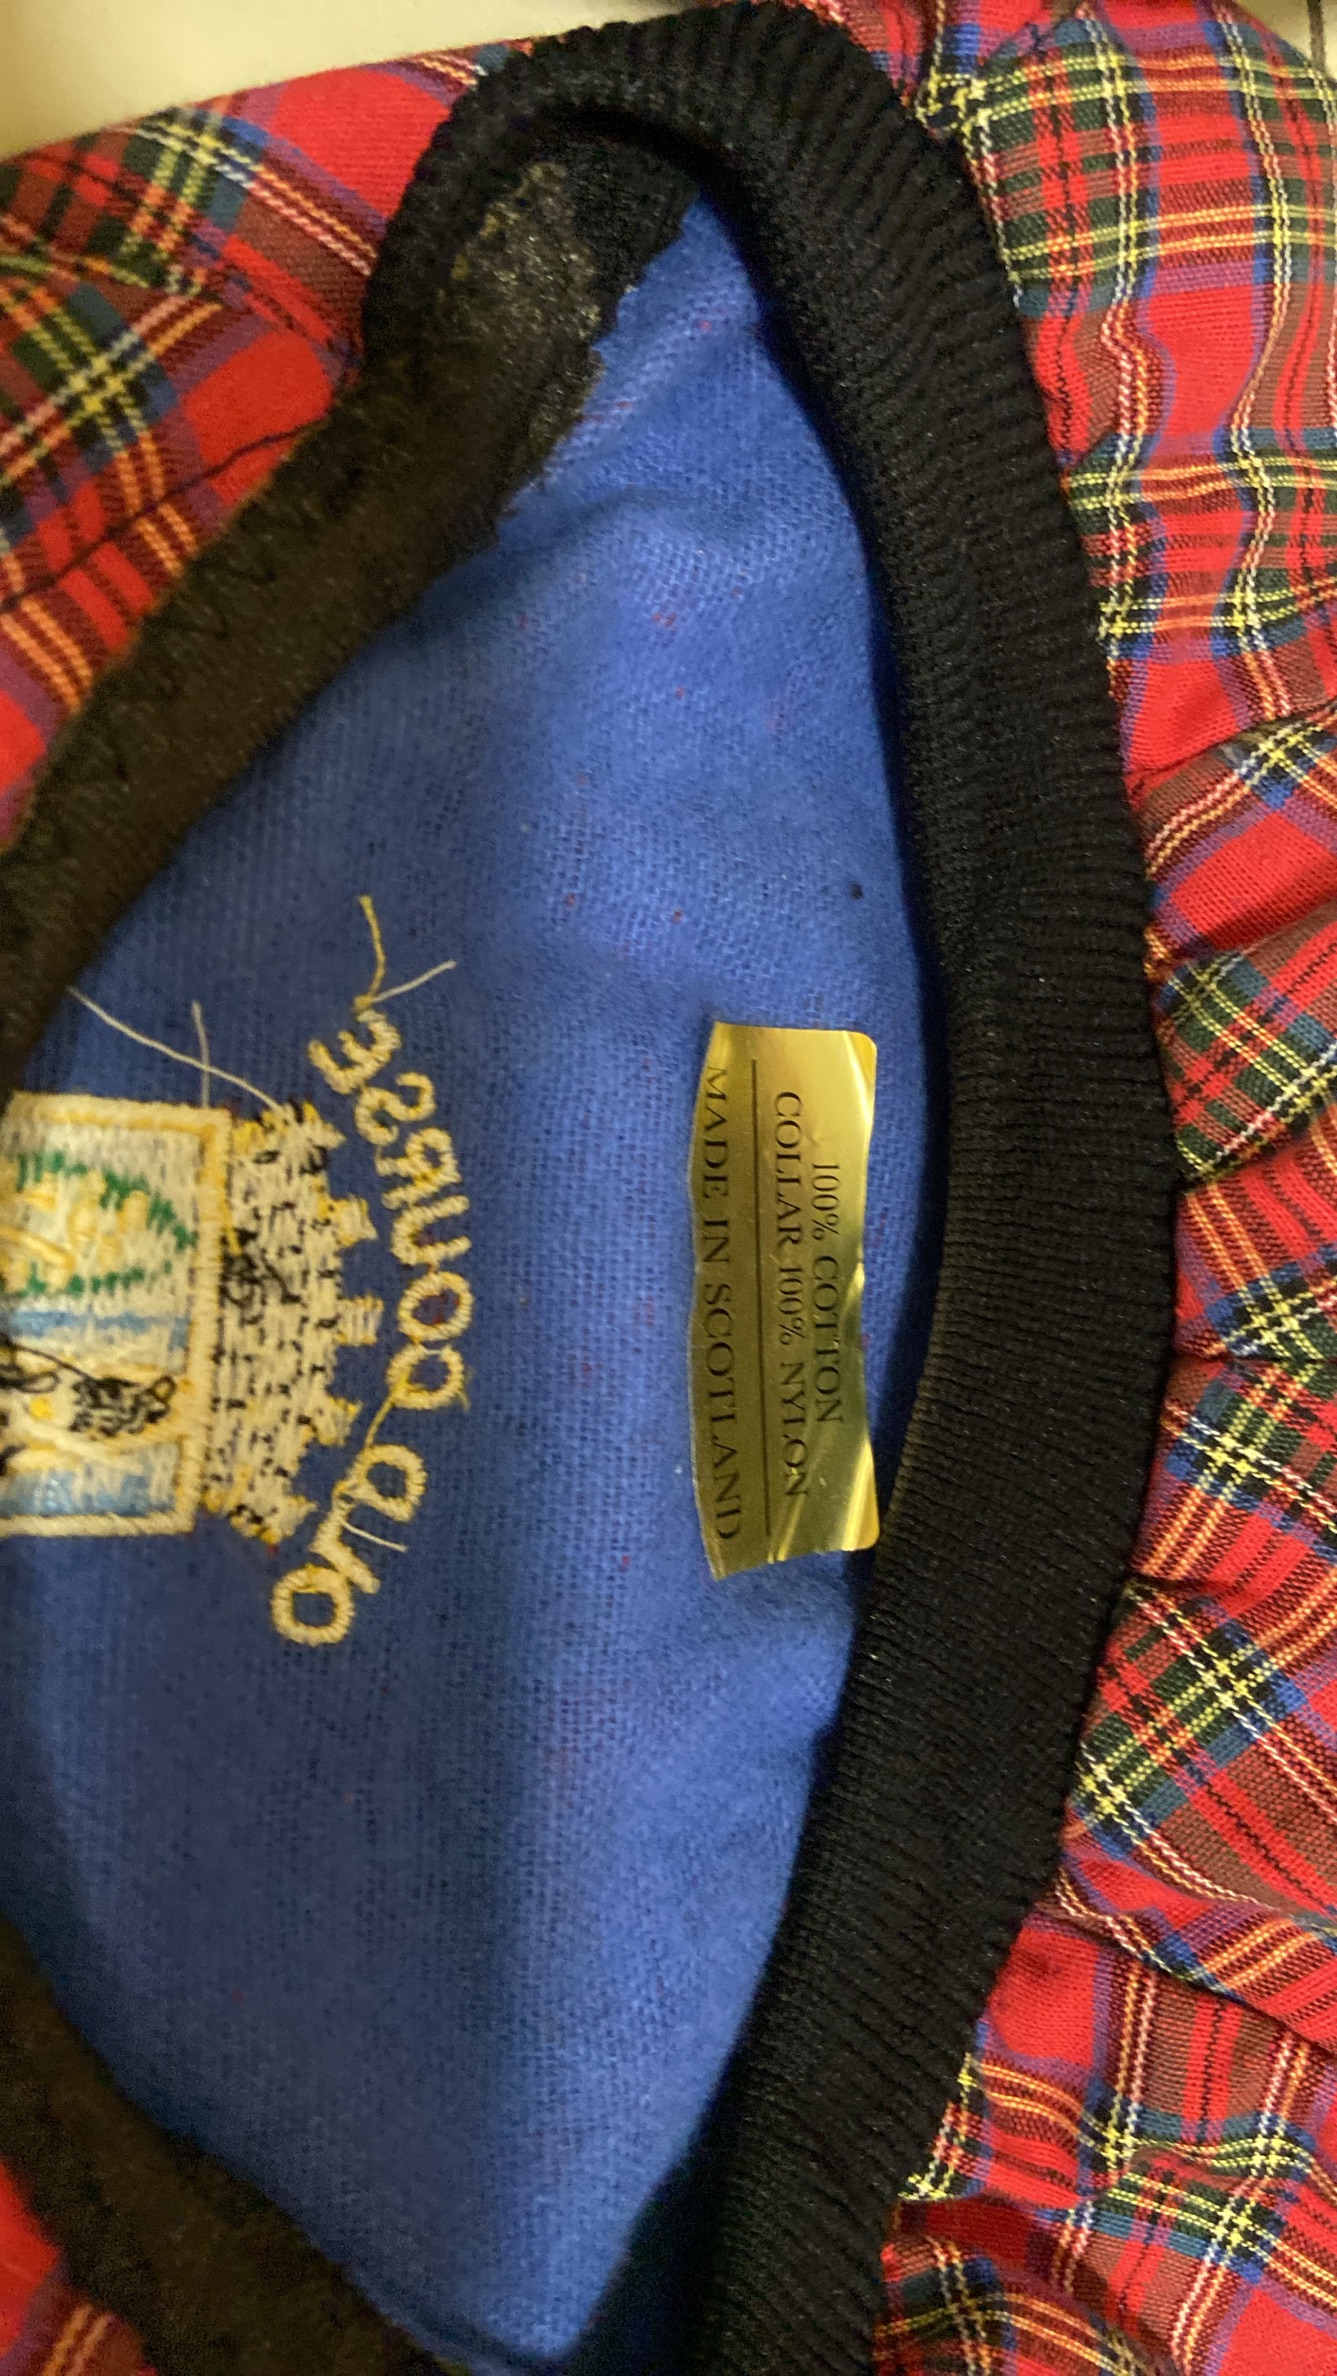 100% COTTON
COLLAR 100% NYLON
MADE IN SCOTLAND
OLD COURSE